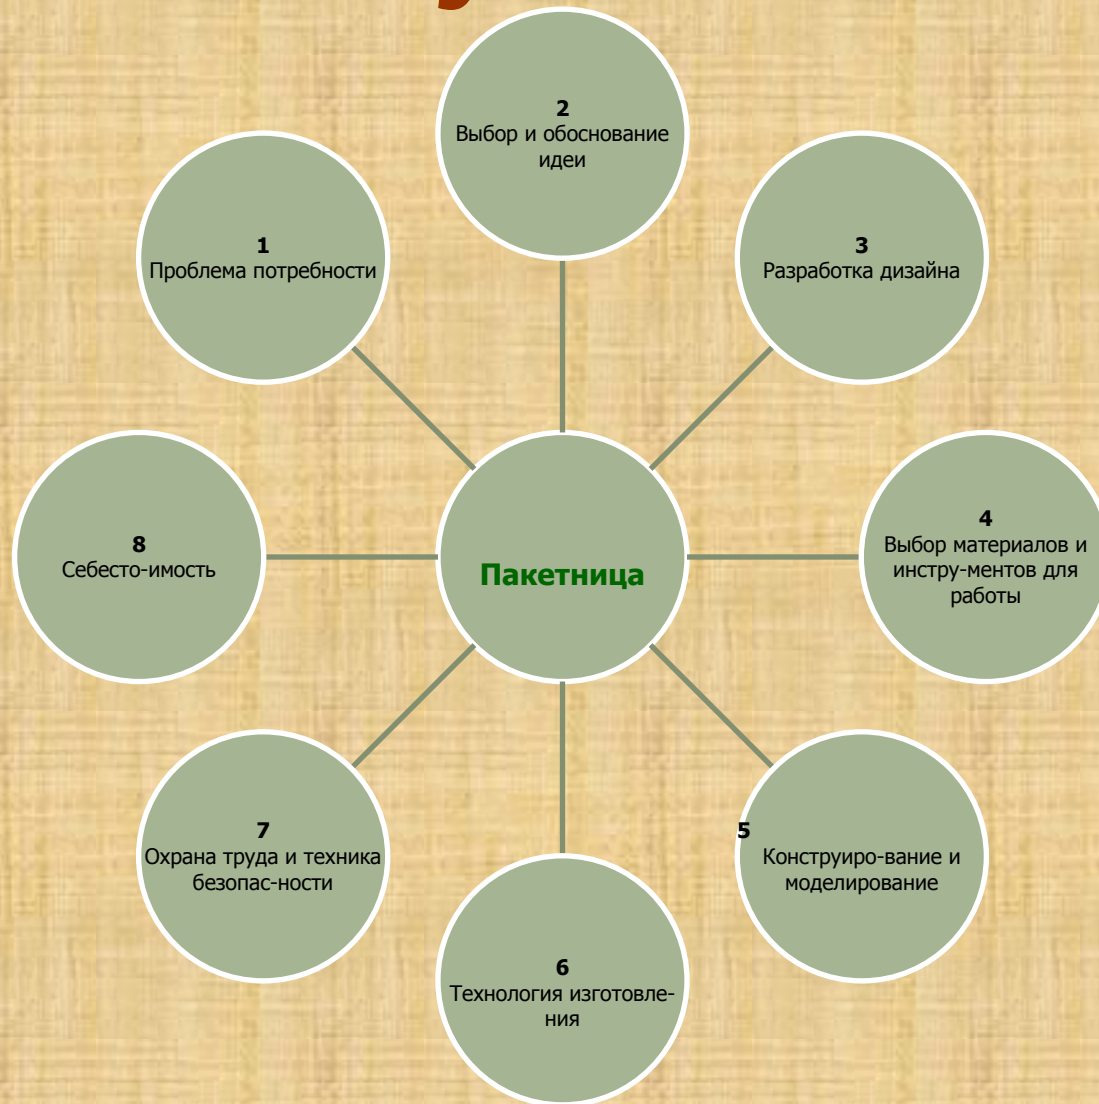 2
Выбор и обоснование
идеи
1
Проблема потребности
3
Разработка дизайна
8
Себесто-имость
Пакетница
4
Выбор материалов и
инстру-ментов для
работы
7
Охрана труда и техника
безопас-ности
5
Конструиро-вание и
моделирование
6
Технология изготовле-
ния